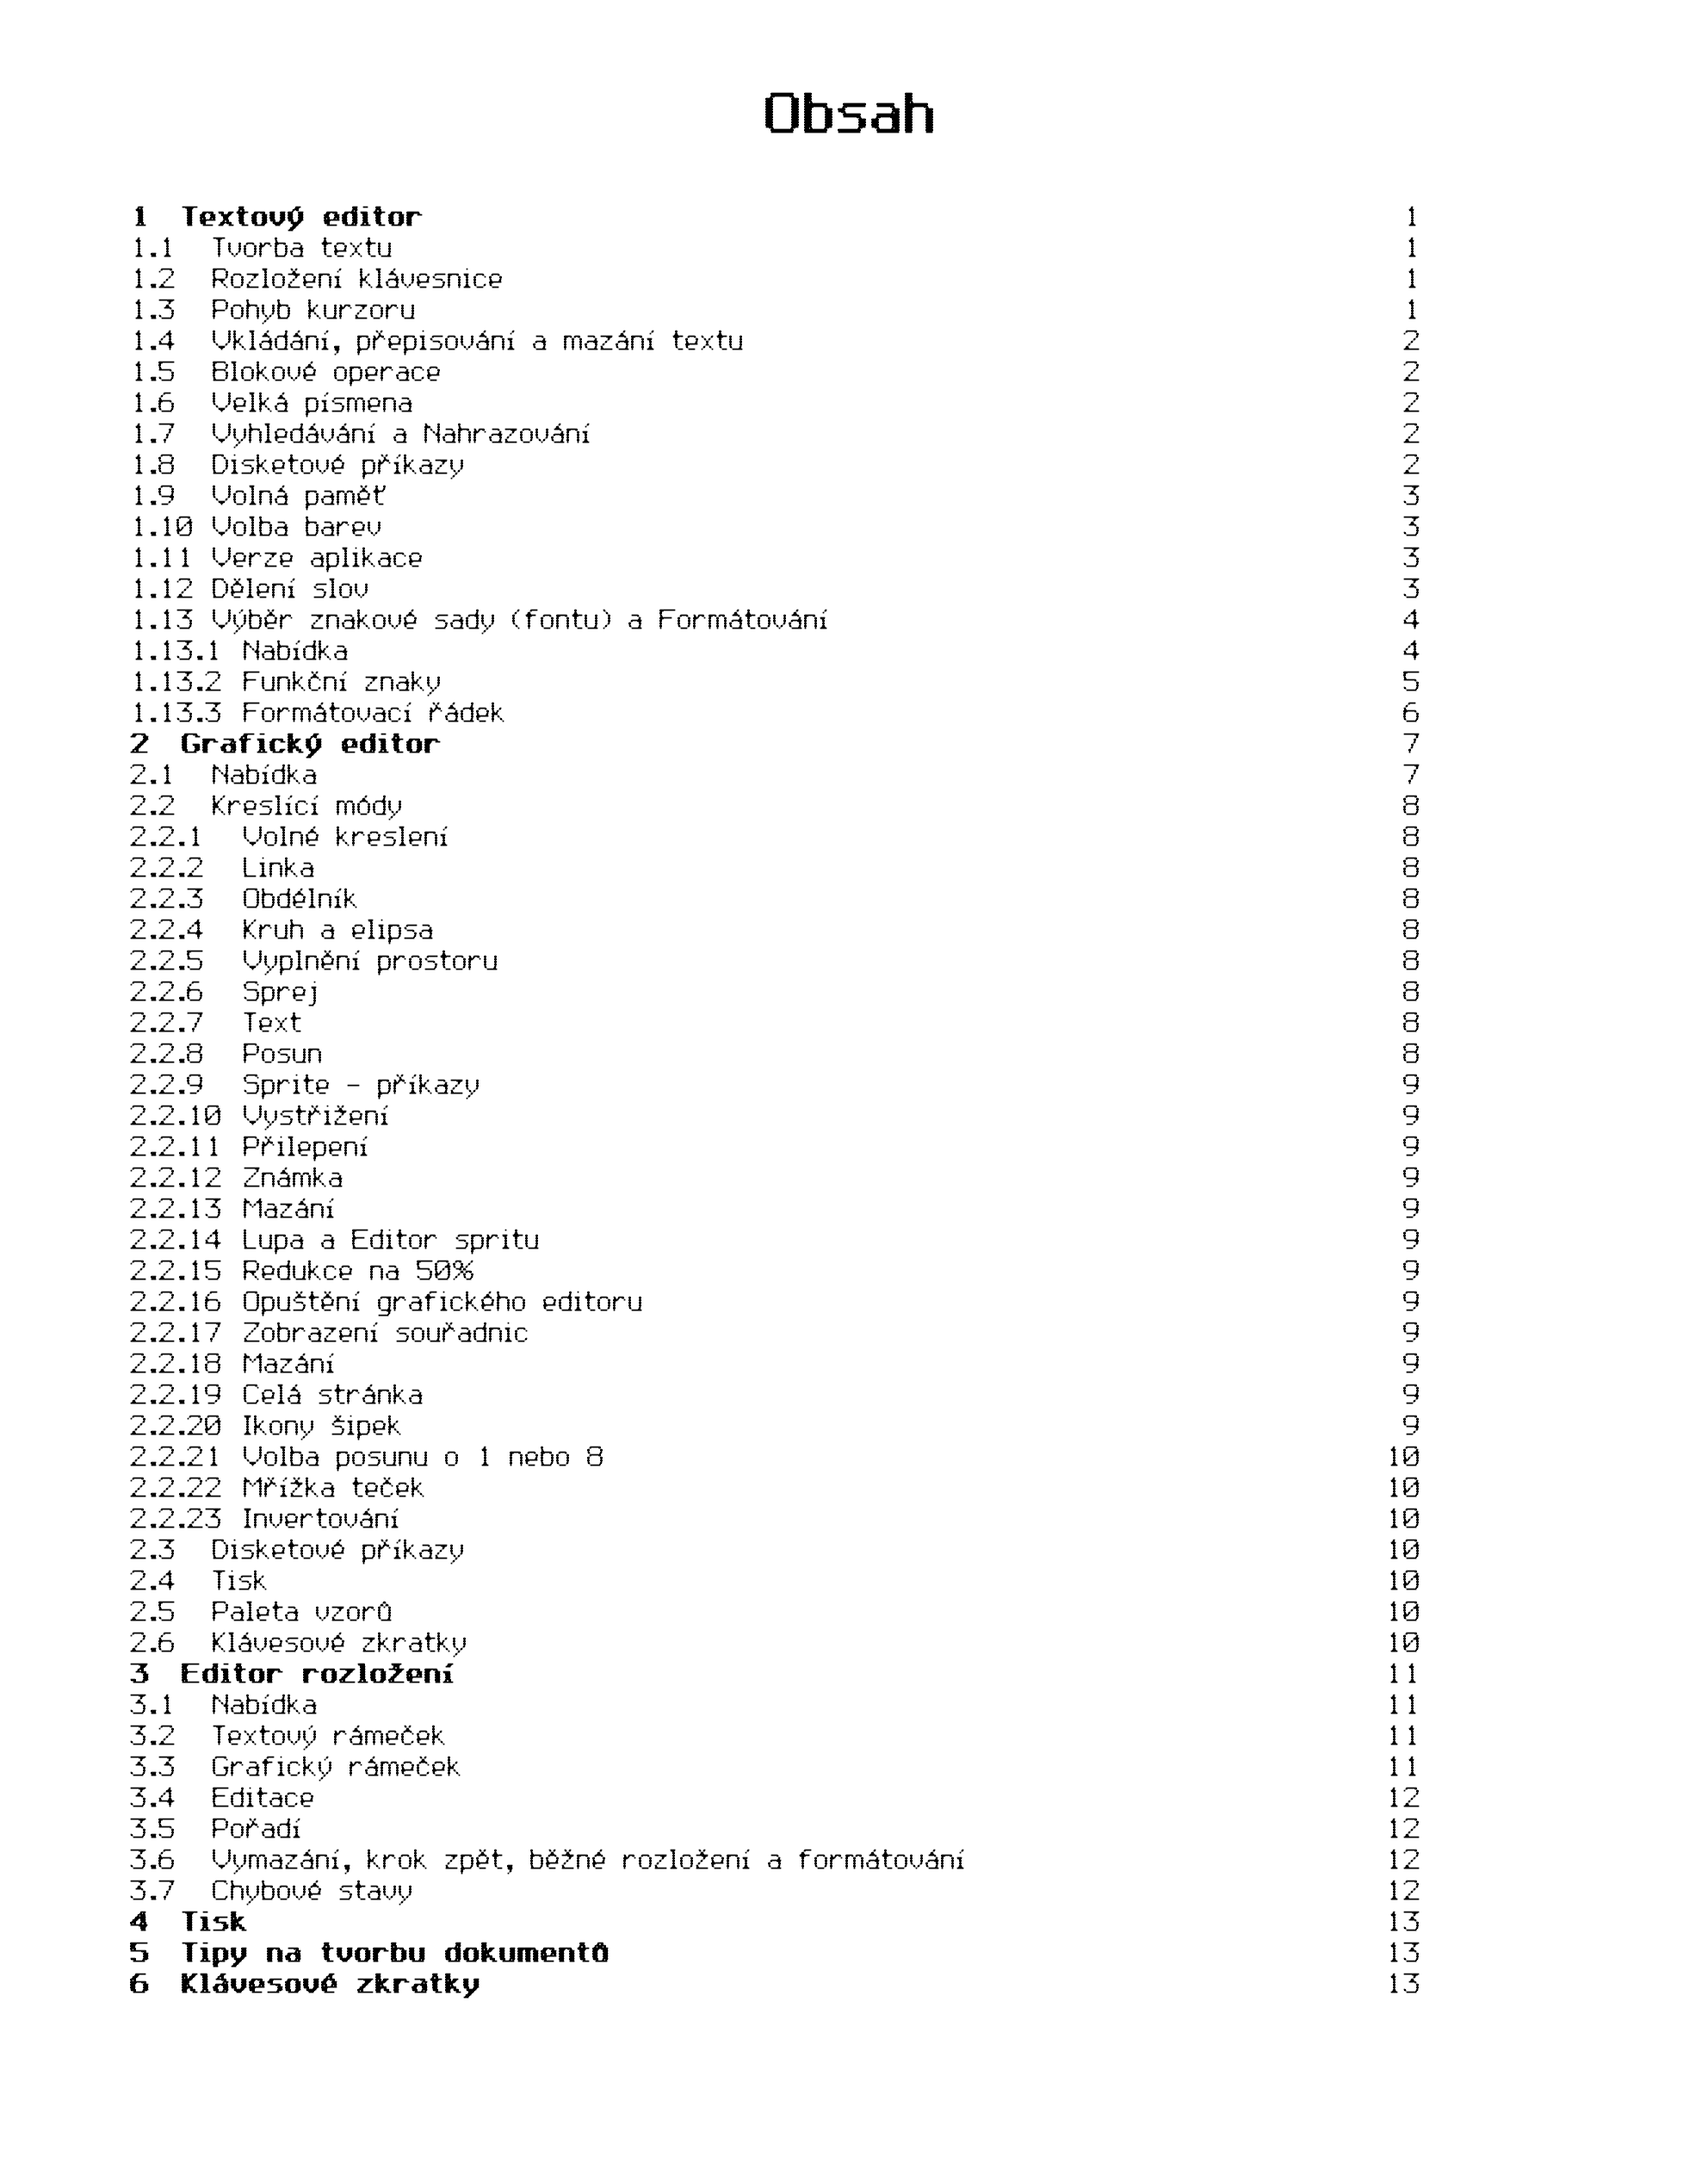 Obsah
1 Textový editor 1
1.1 Tvorba textu 1
1.2 Rozložení klávesnice 1
1.3 Pohyb kurzoru 1
1.4 Vkládání, přepisování a mazání textu 2
1.5 Blokové operace 2
1.6 Velká písmena 2
1.7 Vyhledávání a Nahrazování 2
1.8 Disketové příkazy 2
1.9 Volná paměť 3
1.10 Volba barev 3
1.11 Verze aplikace 3
1.12 Dělení slov 3
1.13 Výběr znakové sady (fontu) a Formátování 4
1.13.1 Nabídka 4
1.13.2 Funkční znaky 5
1.13.3 Formátovací řádek 6
2 Grafický editor 7
2.1 Nabídka 7
2.2 Kreslící módy 8
2.2.1 Volné kreslení 8
2.2.2 Linka 8
2.2.3 Obdélník 8
2.2.4 Kruh a elipsa 8
2.2.5 Vyplnění prostoru 8
2.2.6 Sprej 8
2.2.7 Text 8
2.2.8 Posun 8
2.2.9 Sprite - příkazy 9
2.2.10 Vystřižení 9
2.2.11 Přilepení 9
2.2.12 Známka 9
2.2.13 Mazání 9
2.2.14 Lupa a Editor spritu 9
2.2.15 Redukce na 50% 9
2.2.16 Opuštění grafického editoru 9
2.2.17 Zobrazení souřadnic 9
2.2.18 Mazání 9
2.2.19 Celá stránka 9
2.2.20 Ikony šipek 9
2.2.21 Volba posunu o 1 nebo 8 10
2.2.22 Mřížka teček 10
2.2.23 Invertování 10
2.3 Disketové příkazy 10
2.4 Tisk 10
2.5 Paleta vzorů 10
2.6 Klávesové zkratky 10
3 Editor rozložení 11
3.1 Nabídka 11
3.2 Textový rámeček 11
3.3 Grafický rámeček 11
3.4 Editace 12
3.5 Pořadí 12
3.6 Vymazání, krok zpět, běžné rozložení a formátování 12
3.7 Chybové stavy 12
4 Tisk 13
5 Tipy na tvorbu dokumentů 13
6 Klávesové zkratky 13